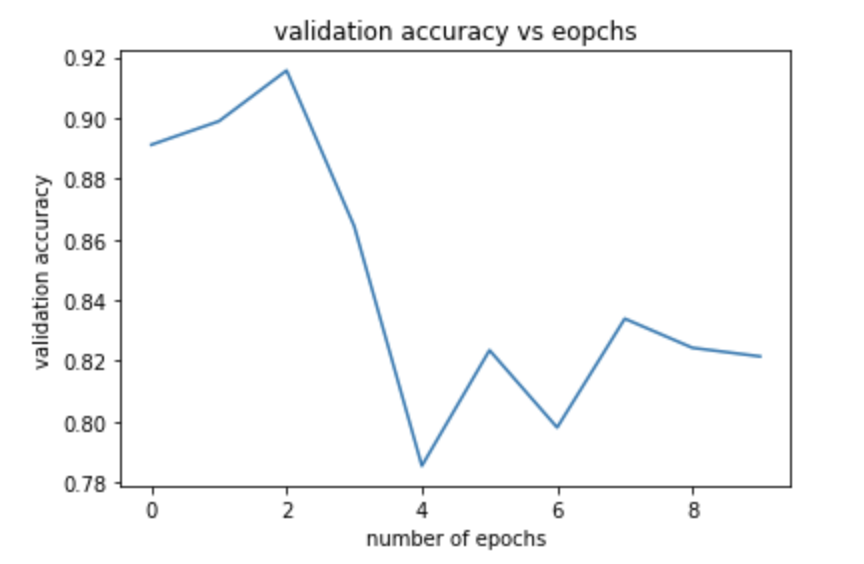 validation accuracy vs eopchs
validation accuracy
0.92
0.90
0.88
0.86
0.84
0.82
0.80
0.78
0 2 4 6 8
number of epochs